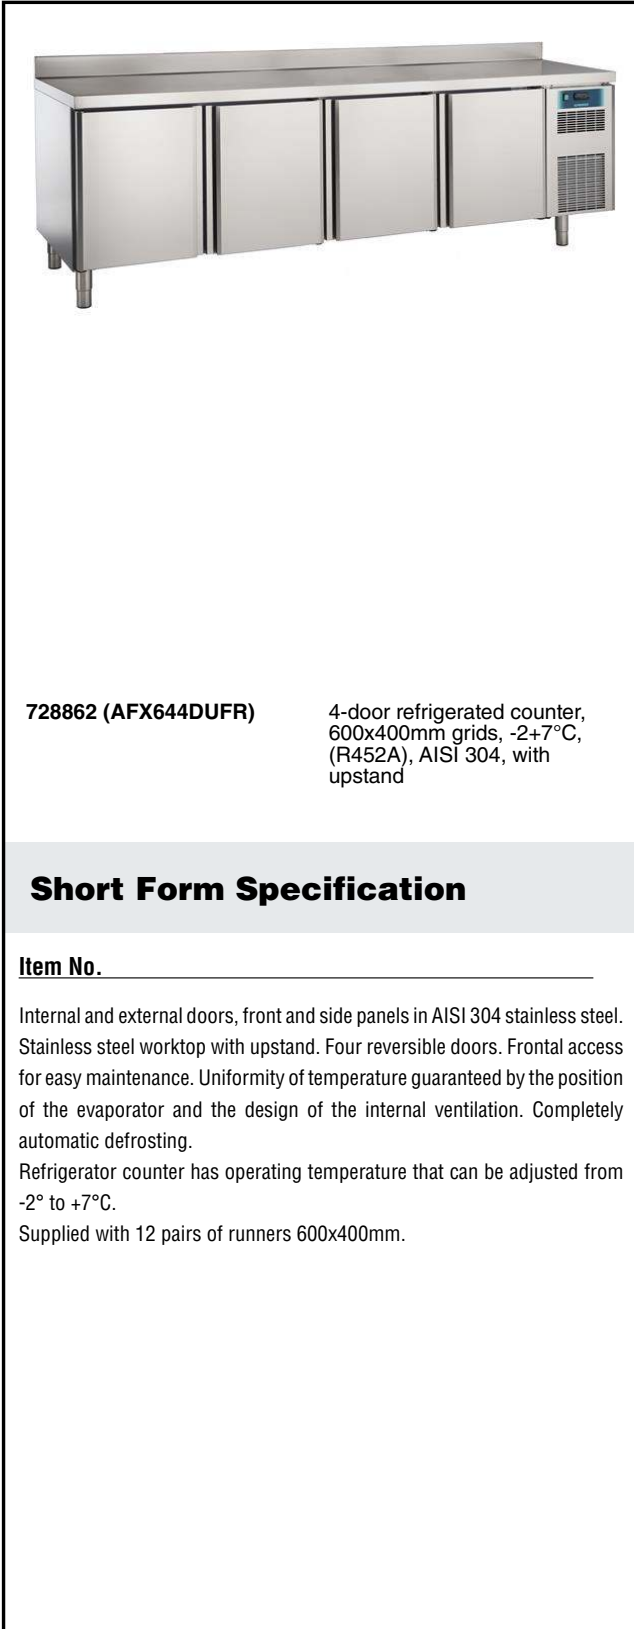 728862 (AFX644DUFR)
4-door refrigerated counter,
600x400mm grids, -2+7°C,
(R452A), AISI 304, with
upstand
Short Form Specification
Item No.
Internal and external doors, front and side panels in AISI 304 stainless steel.
Stainless steel worktop with upstand. Four reversible doors. Frontal access
for easy maintenance. Uniformity of temperature guaranteed by the position
of the evaporator and the design of the internal ventilation. Completely
automatic defrosting.
Refrigerator counter has operating temperature that can be adjusted from
-2° to +7°C.
Supplied with 12 pairs of runners 600x400mm.